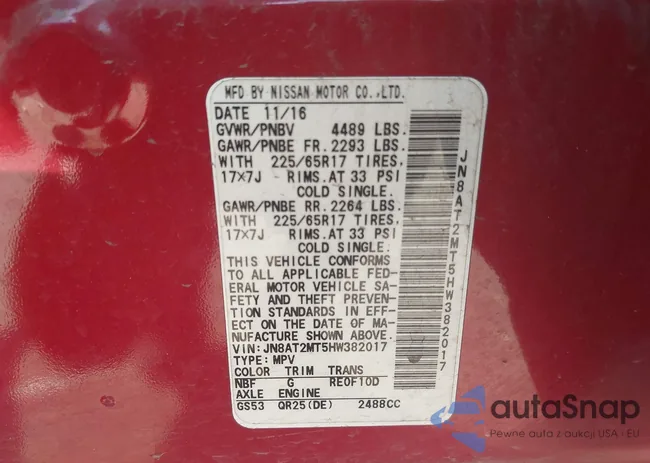 MFD BY NISSAN MOTOR CO.,LTD.
DATE 11/16
GVWR/PNBV 4489 LBS.
GAWR/PNBE FR. 2293 LBS.
WITH 225/65R17 TIRES.
17×7J RIMS.AT 33 PSI
COLD SINGLE.
GAWR/PNBE RR. 2264 LBS.
WITH 225/65R17 TIRES.
17×7J RIMS.AT 33 PSI
COLD SINGLE.
THIS VEHICLE CONFORMS
TO ALL APPLICABLE FED-
ERAL MOTOR VEHICLE SA-
FETY AND THEFT PREVEN-
TION STANDARDS IN EFF-
ECT ON THE DATE OF MA-
NUFACTURE SHOWN ABOVE.
VIN:JN8AT2MT5HW382017
TYPE:MPV
COLOR TRIM TRANS
NBF G RE0F10D
AXLE ENGINE
GS53 QR25(DE) 2488CC
JN8AT2MT5HW382017
autaSnap
Pewne auta z aukcji USA - EU